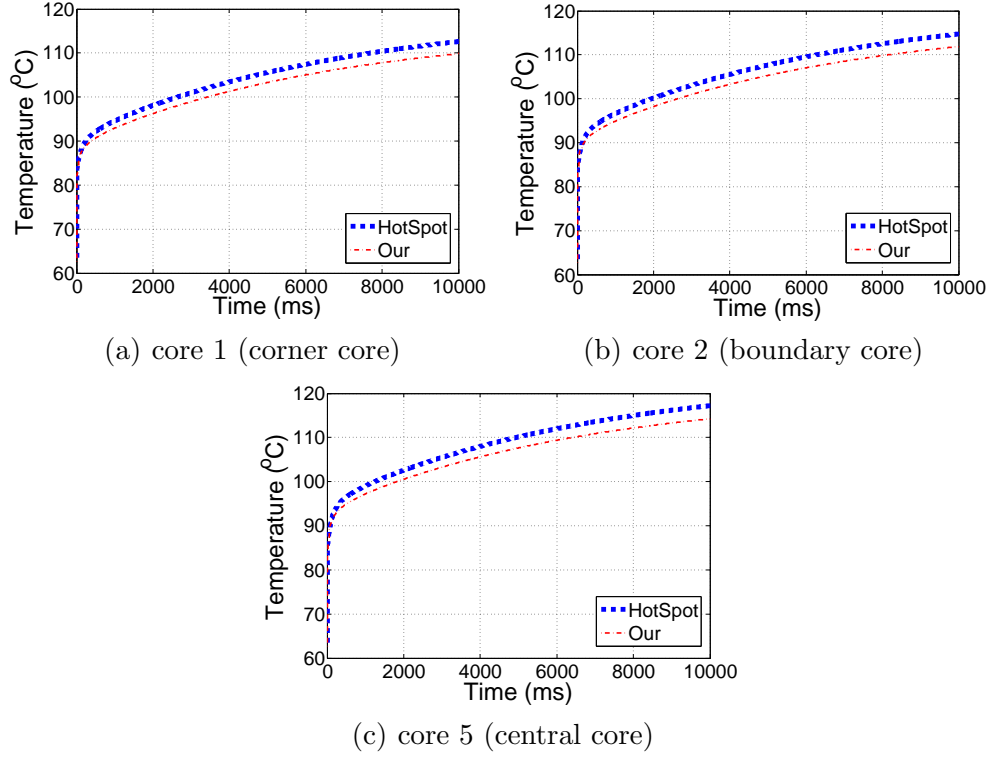 120
110
100
90
80
70
60
Temperature (⁰C)
HotSpot
Our
0 2000 4000 6000 8000 10000
Time (ms)
(a) core 1 (corner core)
120
110
100
90
80
70
60
Temperature (⁰C)
HotSpot
Our
0 2000 4000 6000 8000 10000
Time (ms)
(b) core 2 (boundary core)
120
110
100
90
80
70
60
Temperature (⁰C)
HotSpot
Our
0 2000 4000 6000 8000 10000
Time (ms)
(c) core 5 (central core)